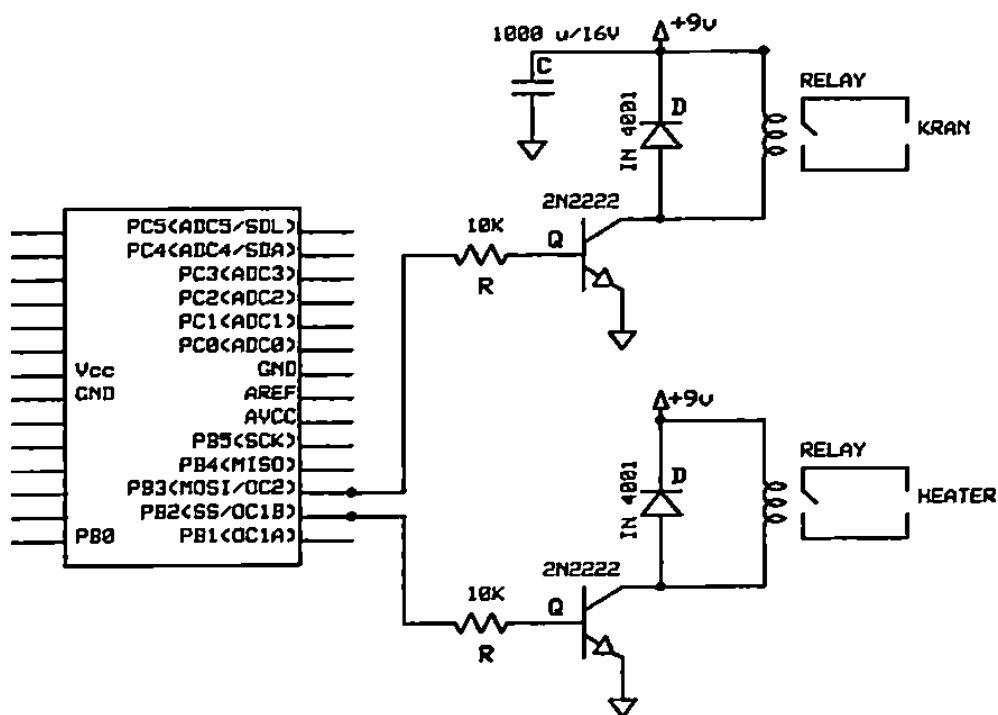 1000 u/16V
+9v
C
IN 4001
D
RELAY
KRAN
2N2222
10K
Q
R
PC5(ADC5/SDL)
PC4(ADC4/SDA)
PC3(ADC3)
PC2(ADC2)
PC1(ADC1)
PC0(ADC0)
Vcc
GND
GND
AREF
AVCC
PB5(SCK)
PB4(MISO)
PB3(MOSI/OC2)
PB2(SS/OC1B)
PB0
PB1(OC1A)
+9v
IN 4001
D
RELAY
HEATER
2N2222
10K
Q
R